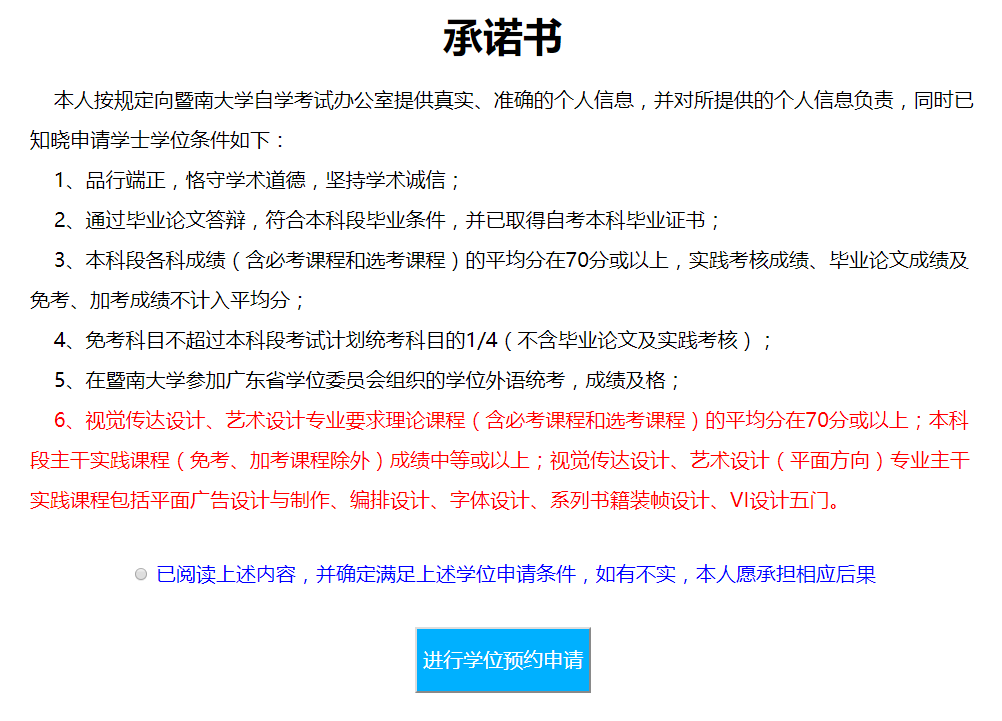 承诺书
本人按规定向暨南大学自学考试办公室提供真实、准确的个人信息，并对所提供的个人信息负责，同时已
知晓申请学士学位条件如下：
1、品行端正，恪守学术道德，坚持学术诚信；
2、通过毕业论文答辩，符合本科段毕业条件，并已取得自考本科毕业证书；
3、本科段各科成绩（含必考课程和选考课程）的平均分在70分或以上，实践考核成绩、毕业论文成绩及
免考、加考成绩不计入平均分；
4、免考科目不超过本科段考试计划统考科目的1/4（不含毕业论文及实践考核）；
5、在暨南大学参加广东省学位委员会组织的学位外语统考，成绩及格；
6、视觉传达设计、艺术设计专业要求理论课程（含必考课程和选考课程）的平均分在70分或以上；本科
段主干实践课程（免考、加考课程除外）成绩中等或以上；视觉传达设计、艺术设计（平面方向）专业主干
实践课程包括平面广告设计与制作、编排设计、字体设计、系列书籍装帧设计、VI设计五门。
已阅读上述内容，并确定满足上述学位申请条件，如有不实，本人愿承担相应后果
进行学位预约申请